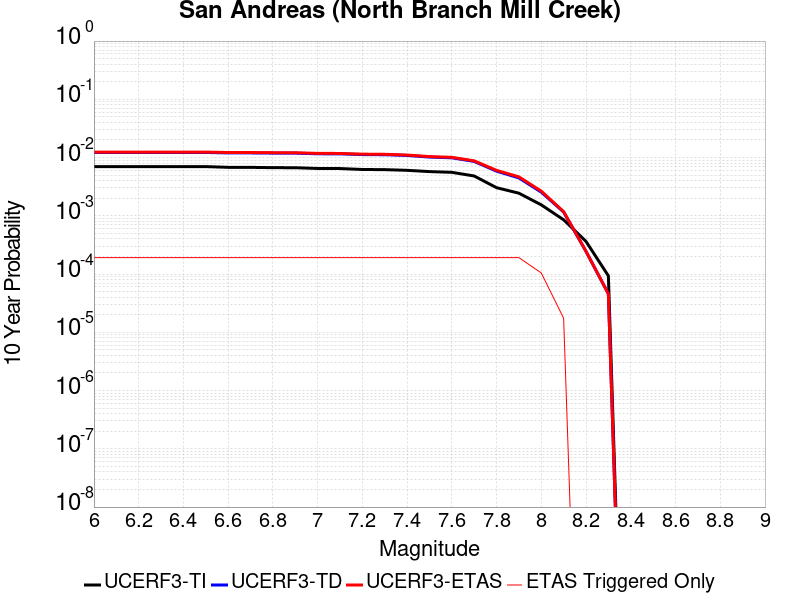 San Andreas (North Branch Mill Creek)
10 0
10 -1
10 -2
10 -3
10 -4
10 -5
10 -6
10 -7
10 -8
10 Year Probability
6 6.2 6.4 6.6 6.8 7 7.2 7.4 7.6 7.8 8 8.2 8.4 8.6 8.8 9
Magnitude
UCERF3-TI UCERF3-TD UCERF3-ETAS ETAS Triggered Only